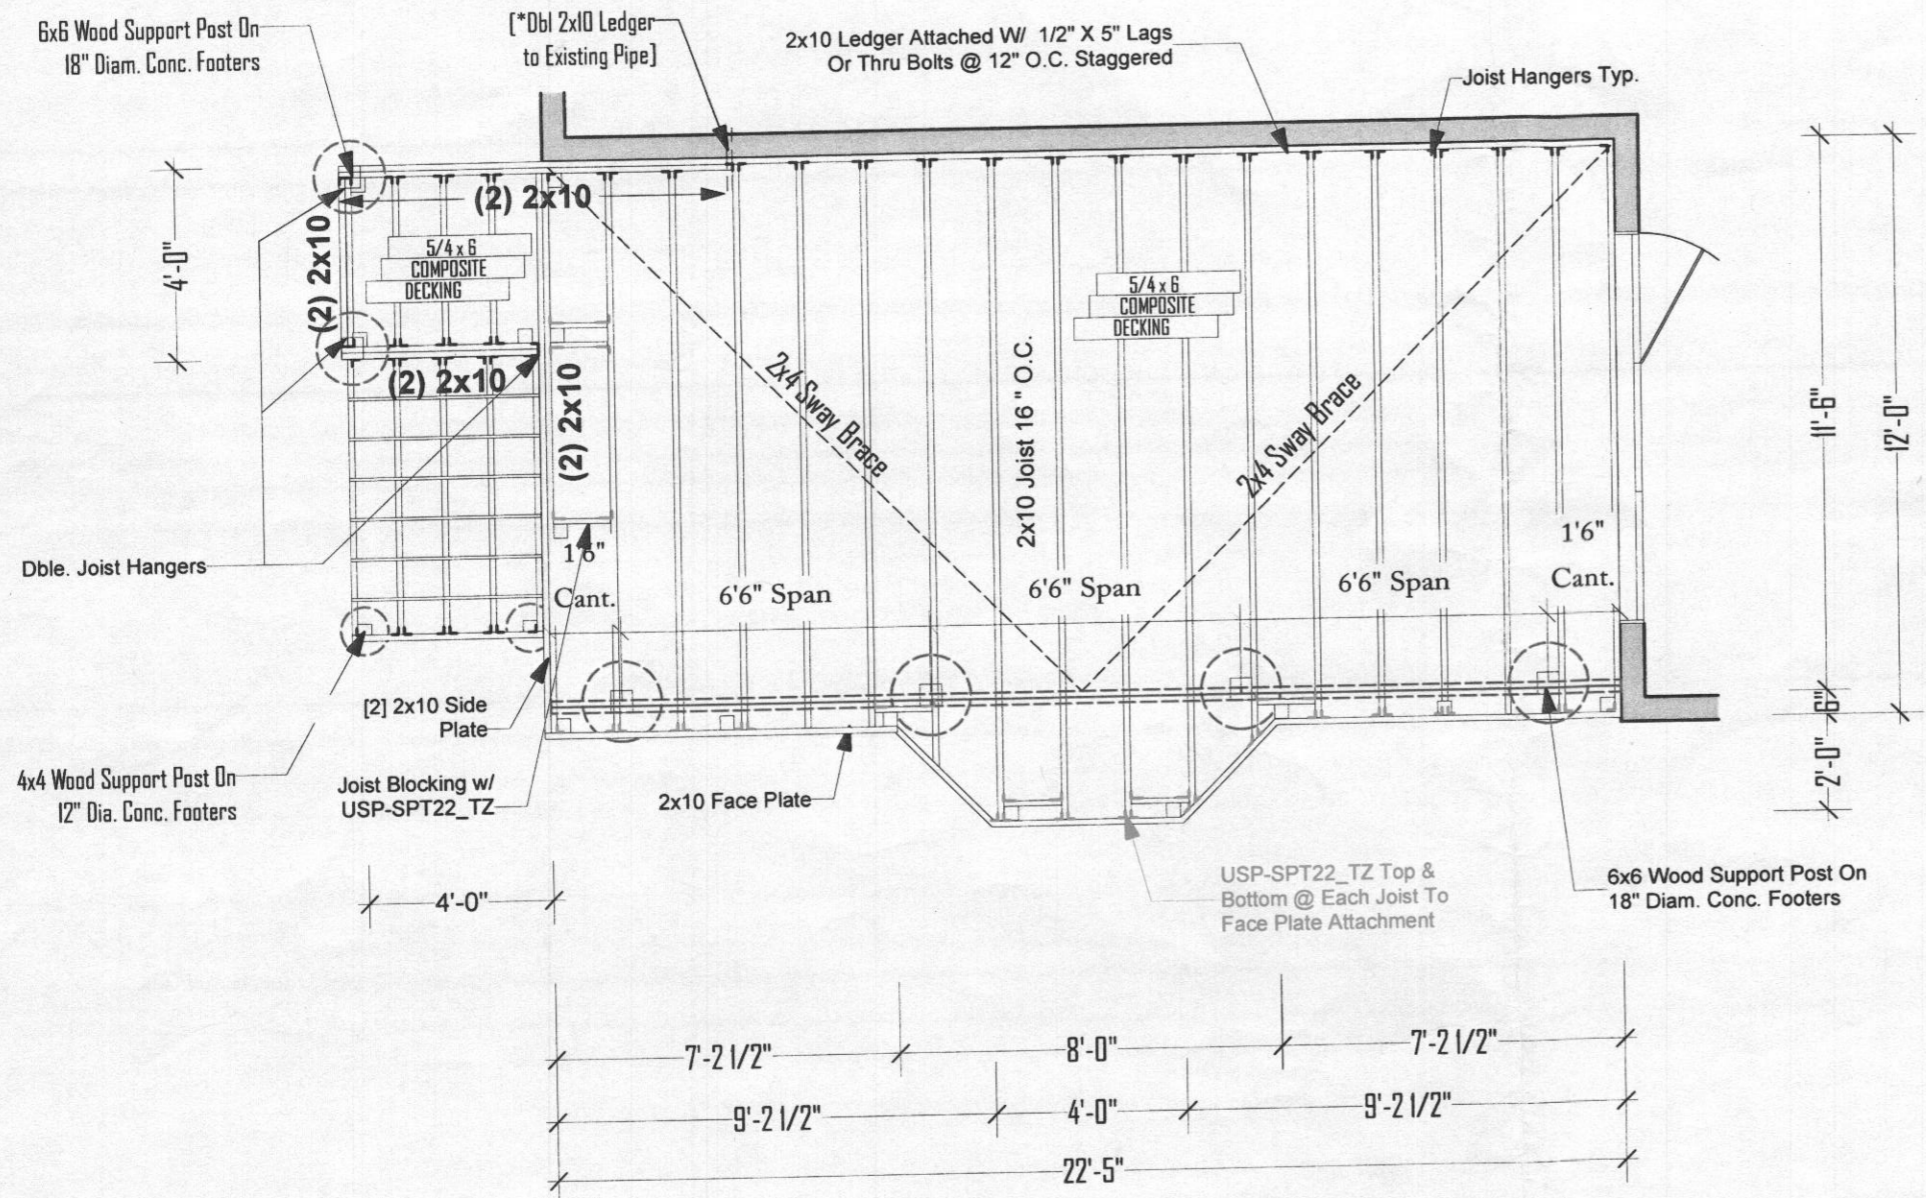 6x6 Wood Support Post On
18" Diam. Conc. Footers
[*Dbl 2x10 Ledger
to Existing Pipe]
2x10 Ledger Attached W/ 1/2" X 5" Lags
Or Thru Bolts @ 12" O.C. Staggered
Joist Hangers Typ.
(2) 2x10
(2) 2x10
4'-0"
5/4 x 6
COMPOSITE
DECKING
5/4 x 6
COMPOSITE
DECKING
(2) 2x10
(2) 2x10
2x4 Sway Brace
2x10 Joist 16" O.C.
2x4 Sway Brace
11'-6"
12'-0"
Dble. Joist Hangers
1'6"
Cant.
6'6" Span
6'6" Span
6'6" Span
1'6"
Cant.
[2] 2x10 Side
Plate
6"
2'-0"
4x4 Wood Support Post On
12" Dia. Conc. Footers
Joist Blocking w/
USP-SPT22_TZ
2x10 Face Plate
USP-SPT22_TZ Top &
Bottom @ Each Joist To
Face Plate Attachment
6x6 Wood Support Post On
18" Diam. Conc. Footers
4'-0"
7'-2 1/2"
8'-0"
7'-2 1/2"
9'-2 1/2"
4'-0"
9'-2 1/2"
22'-5"